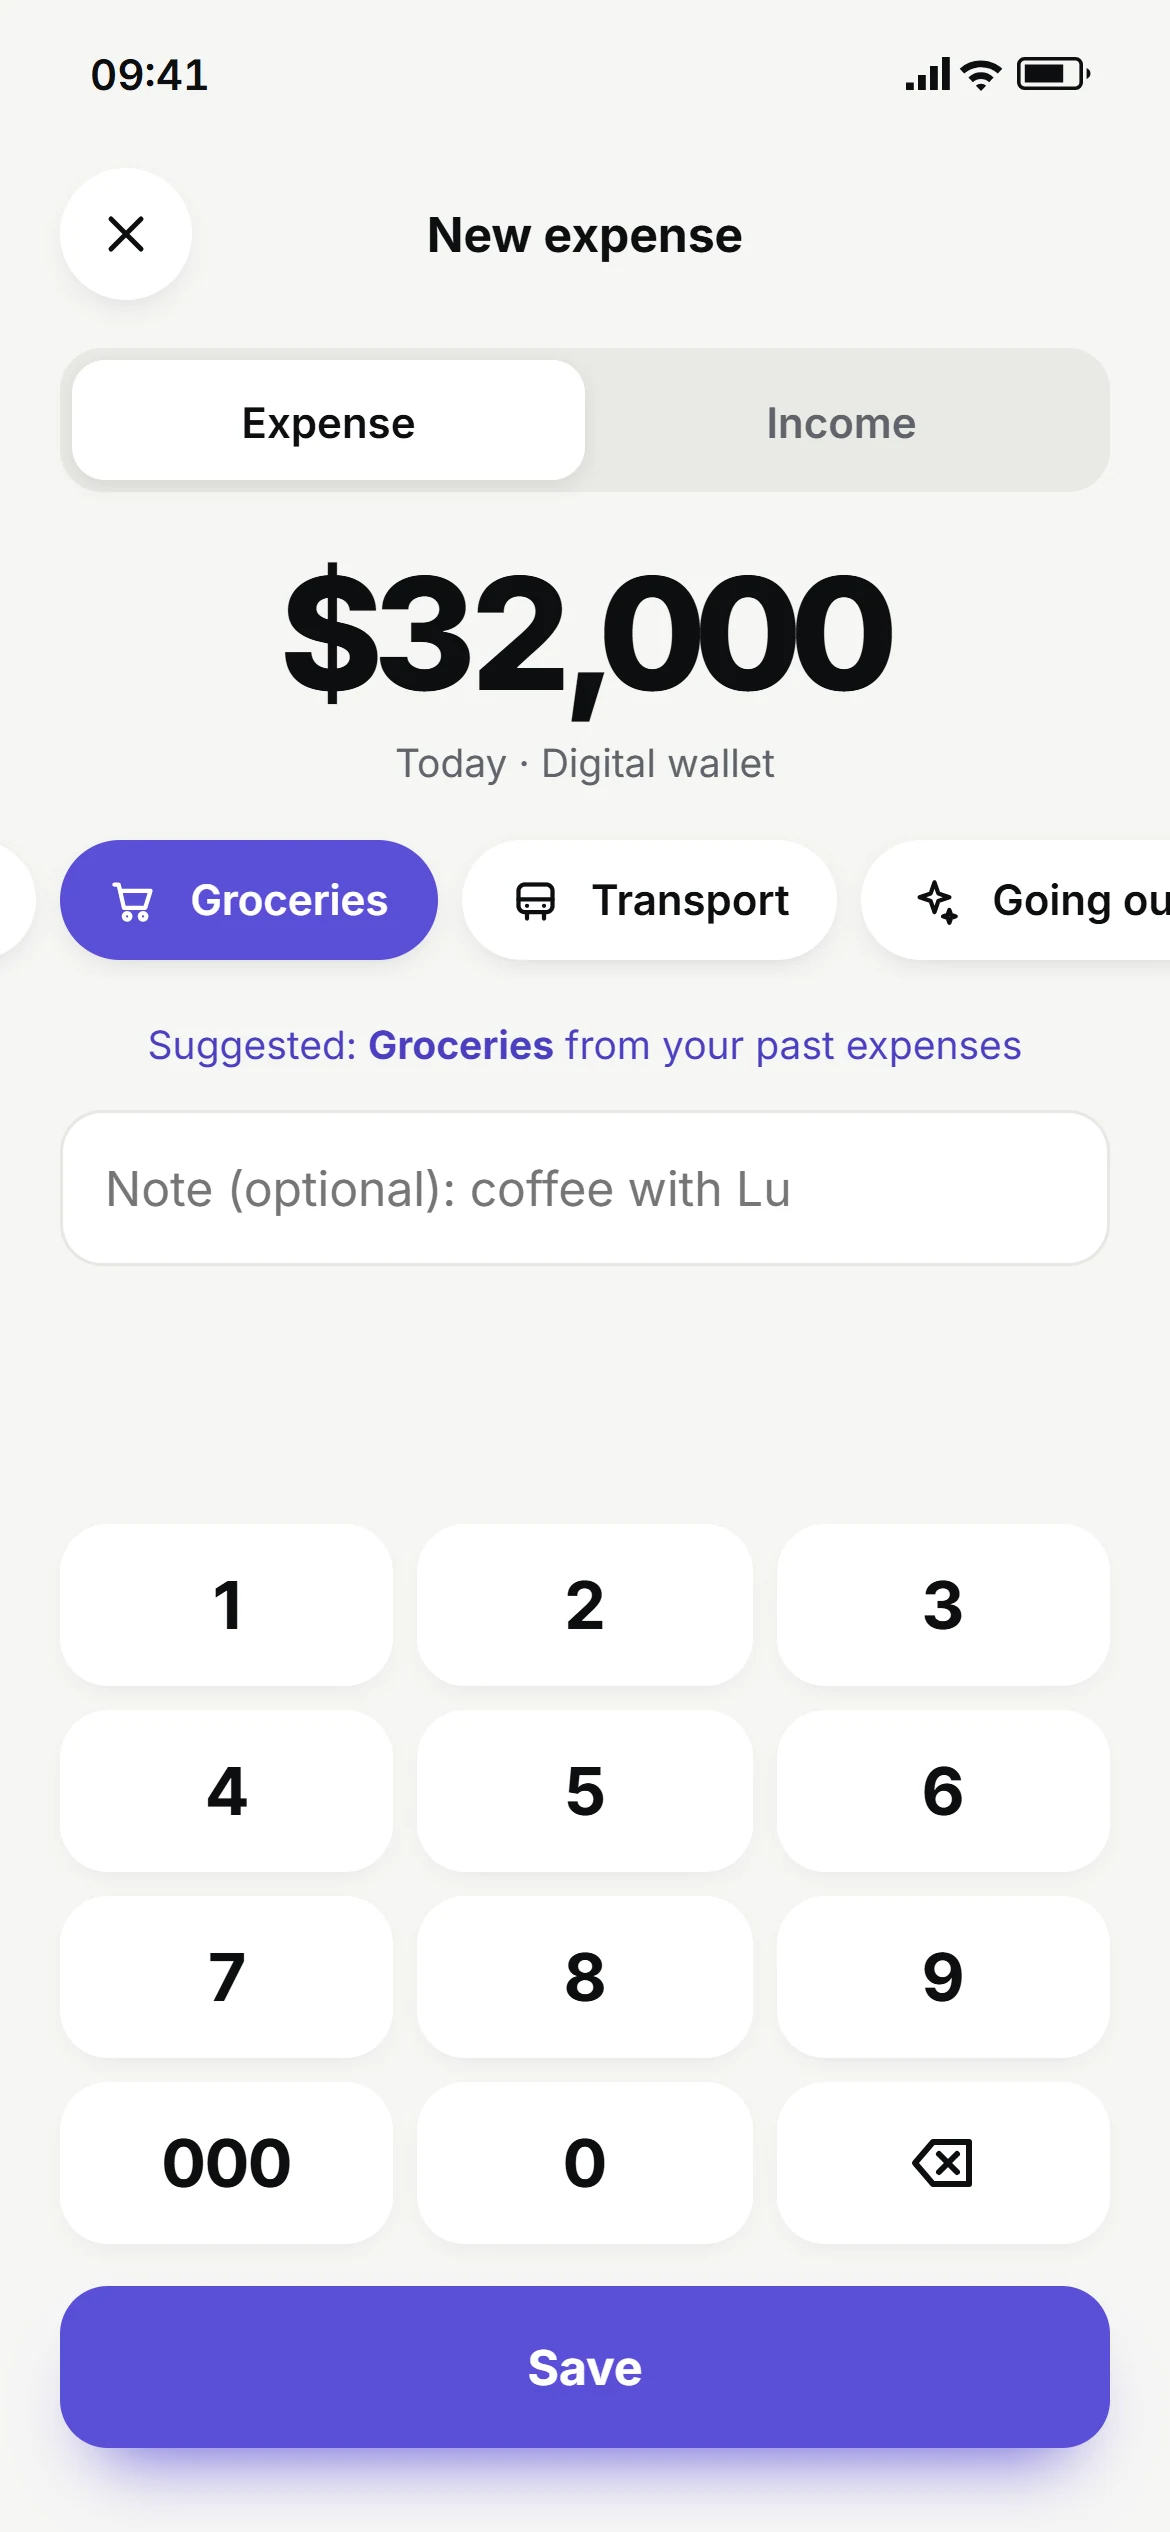 09:41
New expense
Expense Income
$32,000
Today · Digital wallet
Groceries Transport Going ou
Suggested: Groceries from your past expenses
Note (optional): coffee with Lu
1 2 3
4 5 6
7 8 9
000 0
Save